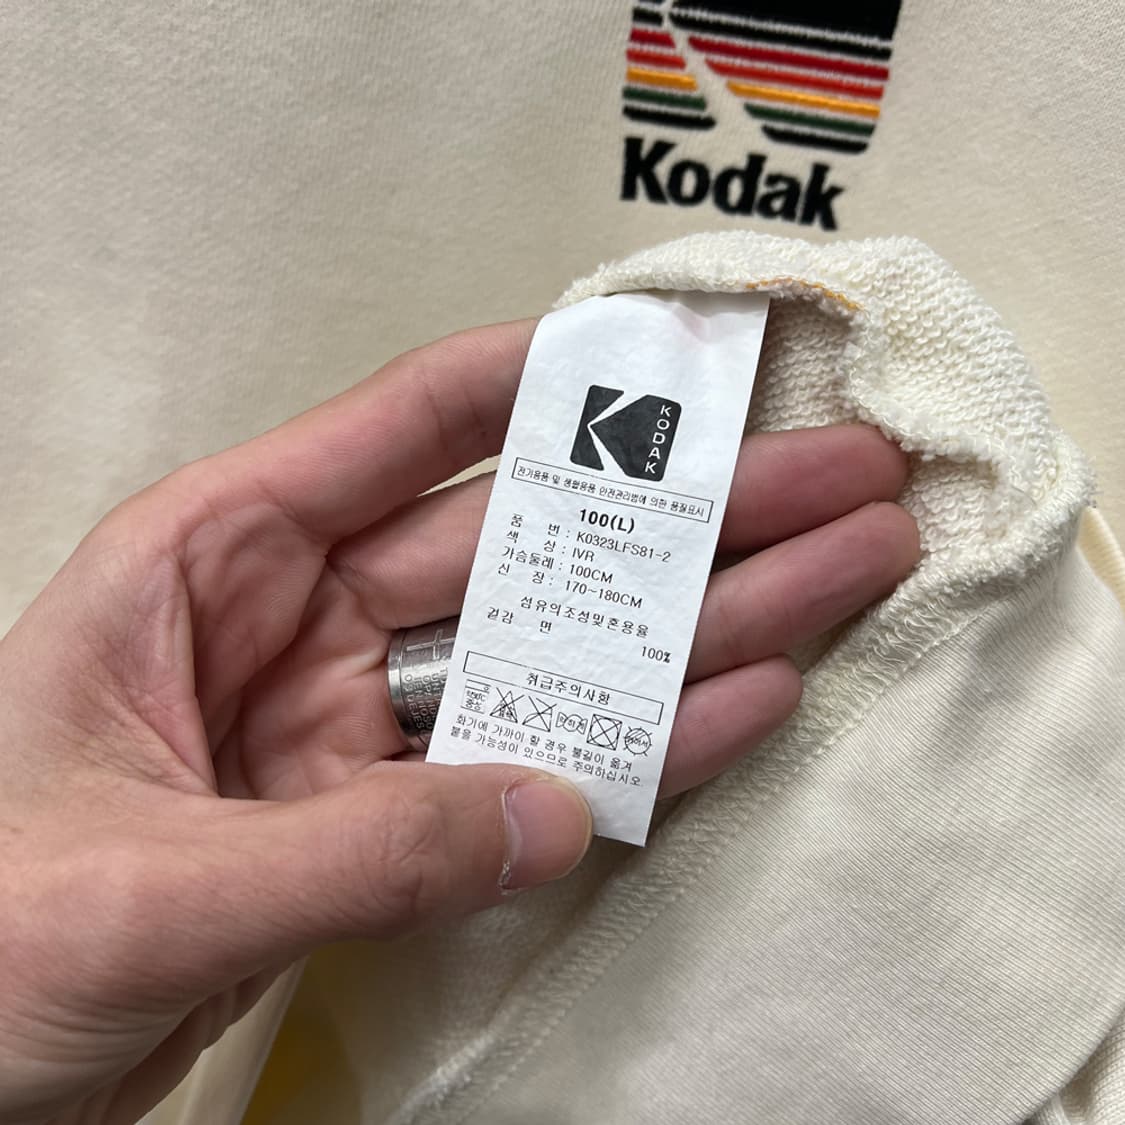 Kodak
KODAK
전기용품 및 생활용품 안전관리법에 의한 품질표시
100(L)
품 번 : K0323LFS81-2
색 상 : IVR
가슴둘레 : 100CM
신 장 : 170~180CM
섬유의조성및혼용율
겉감 면
100%
취급주의사항
화기에 가까이 할 경우 불길이 옮겨
붙을 가능성이 있으므로 주의하십시오